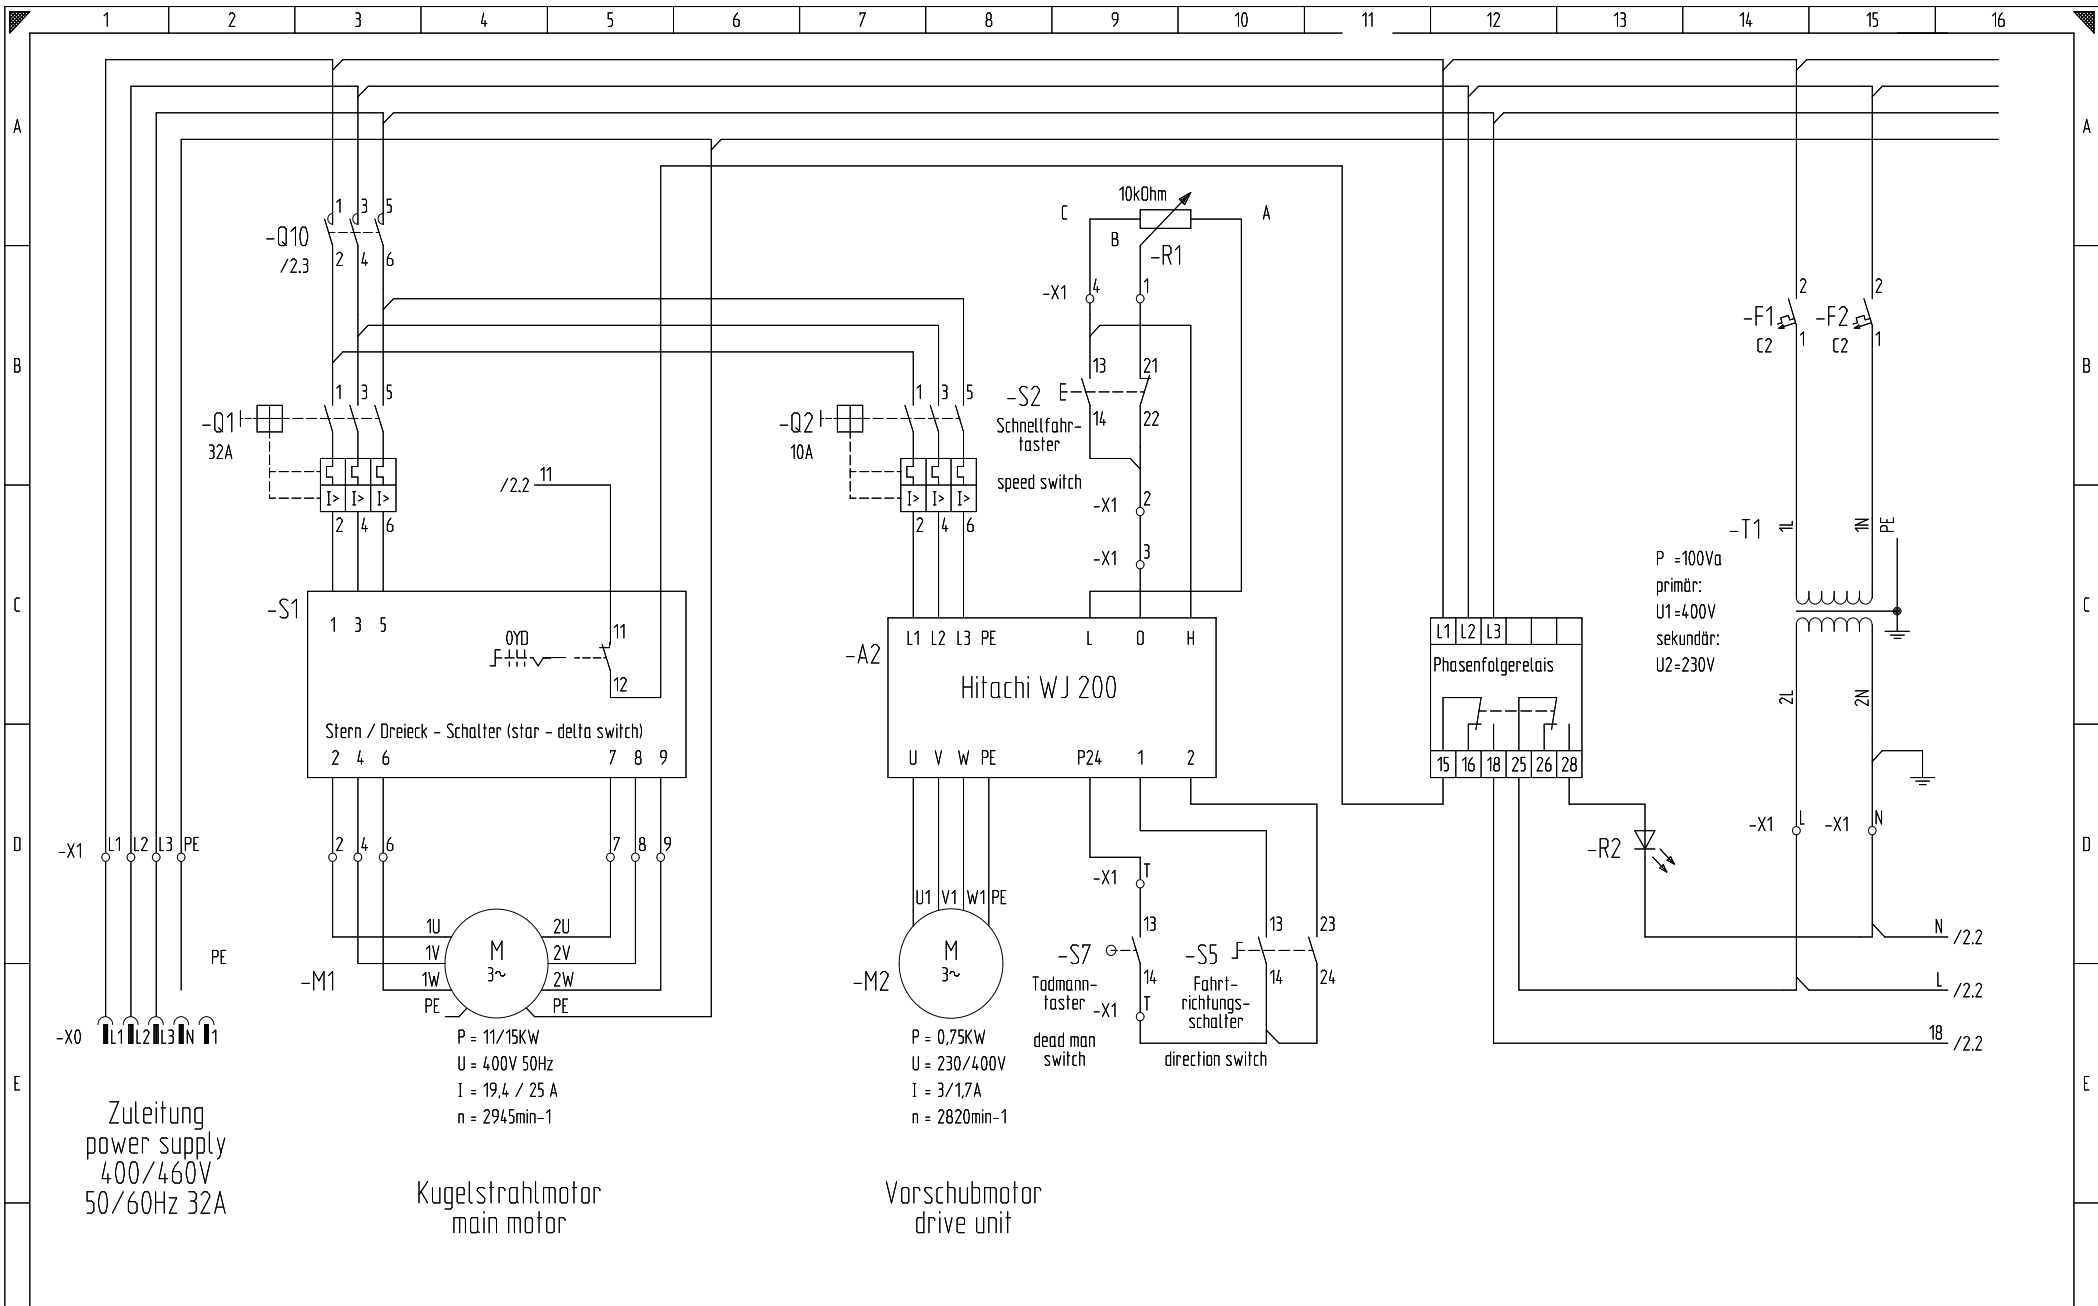 1 2 3 4 5 6 7 8 9 10 11 12 13 14 15 16
A A
10kOhm
C A
B
-R1
1 3 5
-Q10
/2.3
2 4 6
-X1 4 1
2 2
-F1 -F2
C2 C2
1 1
B B
13 21
-S2
14 22
Schnellfahr-
taster
speed switch
1 3 5
-Q1
32A
I> I> I>
2 4 6
/2.2 11
1 3 5
-Q2
10A
I> I> I>
2 4 6
-X1 2
-X1 3
-T1 1L 1N PE
P =100Va
primär:
U1=400V
sekundär:
U2=230V
2L 2N
C C
-S1
1 3 5
0YD
11
12
Stern / Dreieck - Schalter (star - delta switch)
2 4 6 7 8 9
-A2
L1 L2 L3 PE L O H
Hitachi WJ 200
U V W PE P24 1 2
L1 L2 L3
Phasenfolgerelais
15 16 18 25 26 28
D D
-X1 L1 L2 L3 PE
2 4 6 7 8 9
-X1 L -X1 N
-R2
PE
1U 2U
1V 2V
1W 2W
PE PE
M
3~
-M1
U1 V1 W1 PE
M
3~
-M2
-X1 T
13
-S7
14
Todmann-
taster
-X1 T
dead man
switch
13 23
-S5
14 24
Fahrt-
richtungs-
schalter
direction switch
N /2.2
L /2.2
18 /2.2
-X0 L1 L2 L3 N 1
P = 11/15KW
U = 400V 50Hz
I = 19,4 / 25 A
n = 2945min-1
P = 0,75KW
U = 230/400V
I = 3/1,7A
n = 2820min-1
E E
Zuleitung
power supply
400/460V
50/60Hz 32A
Kugelstrahlmotor
main motor
Vorschubmotor
drive unit